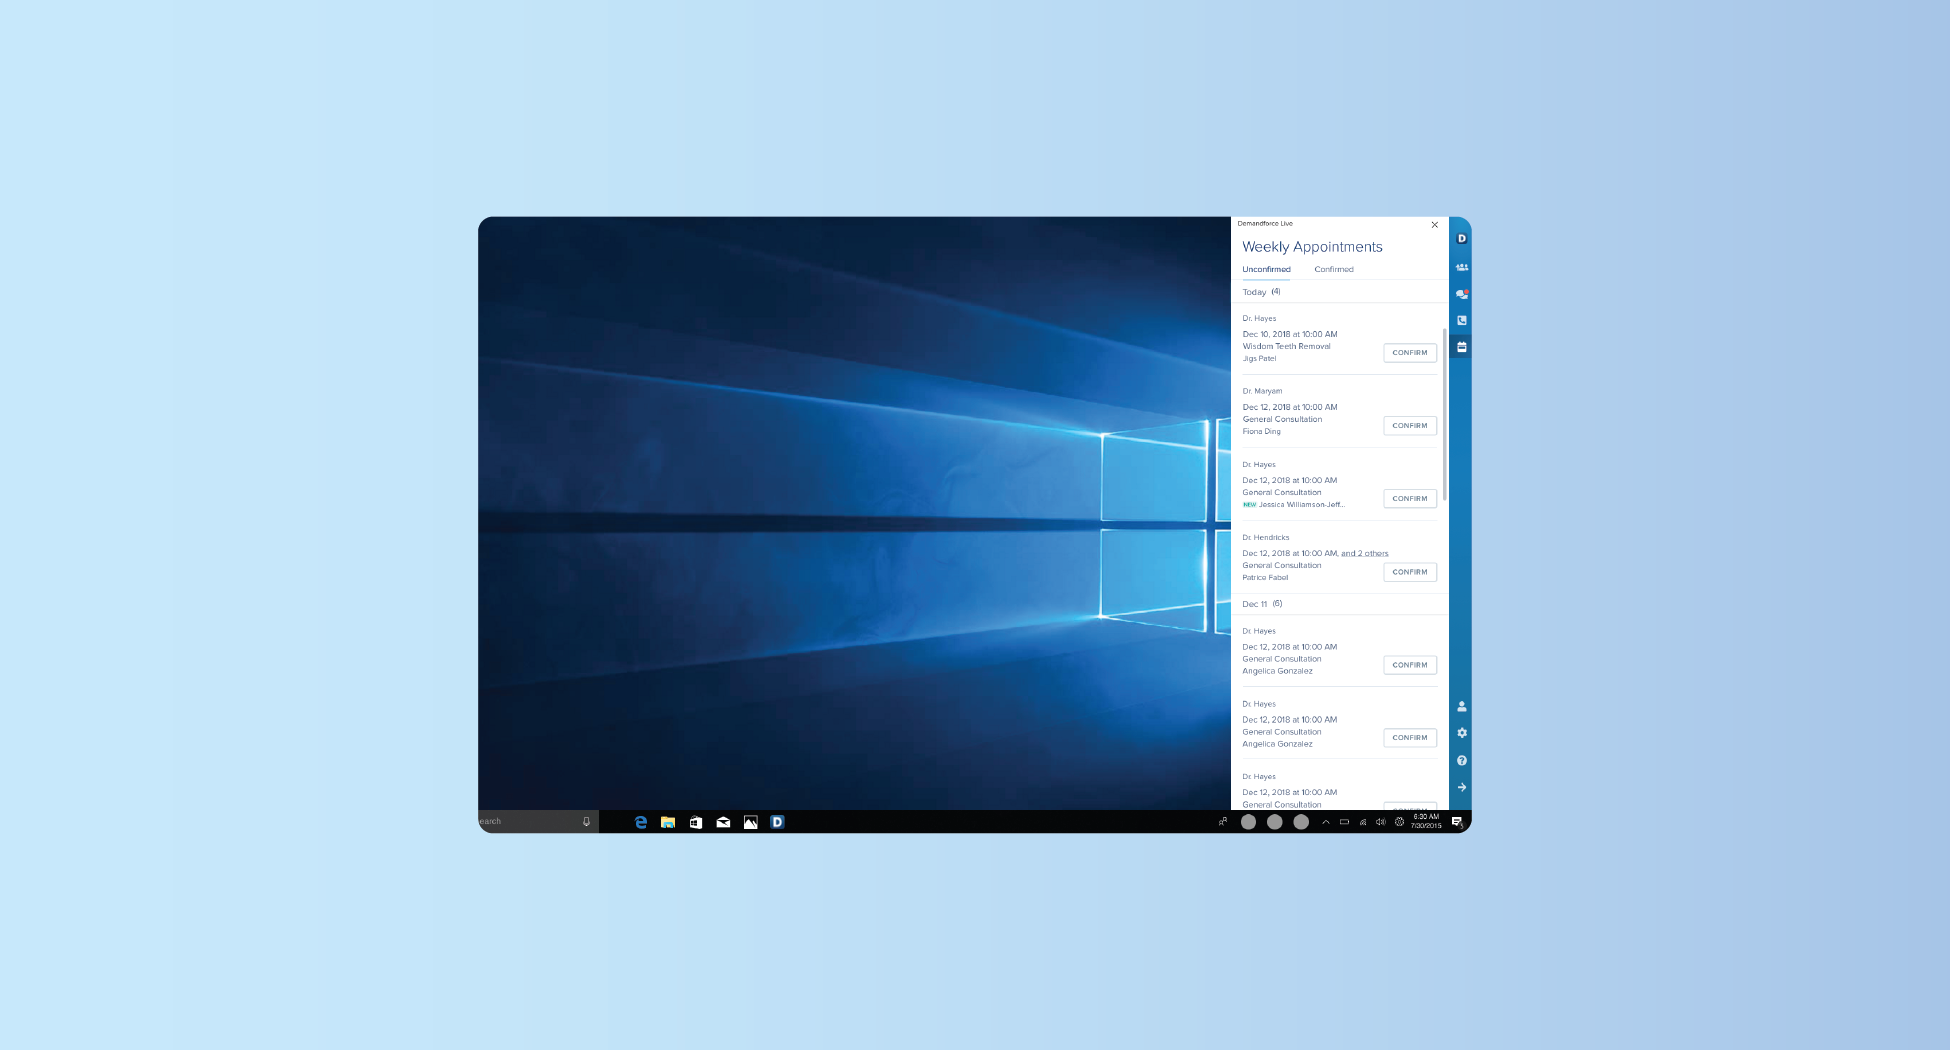 Demandforce Live
Weekly Appointments
Unconfirmed Confirmed
Today (4)
Dr. Hayes
Dec 10, 2018 at 10:00 AM
Wisdom Teeth Removal
Jigs Patel
CONFIRM
Dr. Maryam
Dec 12, 2018 at 10:00 AM
General Consultation
Fiona Ding
CONFIRM
Dr. Hayes
Dec 12, 2018 at 10:00 AM
General Consultation
NEW Jessica Williamson-Jeff...
CONFIRM
Dr. Hendricks
Dec 12, 2018 at 10:00 AM, and 2 others
General Consultation
Patrice Fabel
CONFIRM
Dec 11 (6)
Dr. Hayes
Dec 12, 2018 at 10:00 AM
General Consultation
Angelica Gonzalez
CONFIRM
Dr. Hayes
Dec 12, 2018 at 10:00 AM
General Consultation
Angelica Gonzalez
CONFIRM
Dr. Hayes
Dec 12, 2018 at 10:00 AM
General Consultation
D
earch
D
6:30 AM
7/30/2015